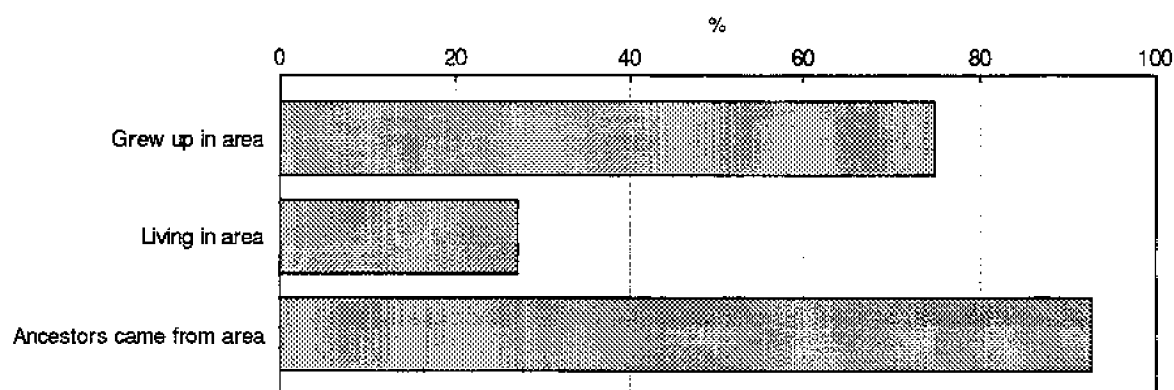 %
0 20 40 60 80 100
Grew up in area
Living in area
Ancestors came from area